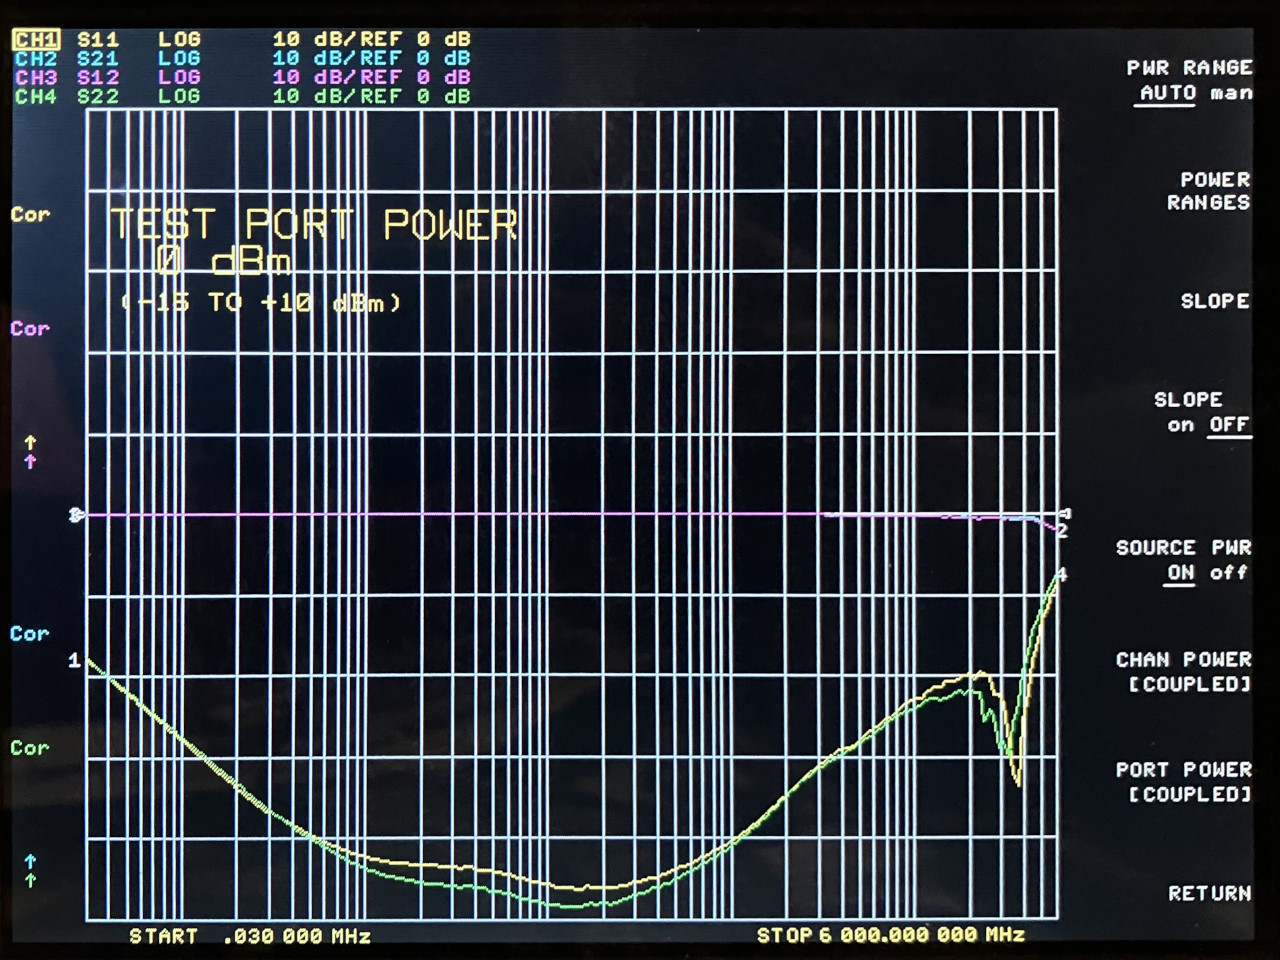 CH1 S11 LOG 10 dB/REF 0 dB
CH2 S21 LOG 10 dB/REF 0 dB
CH3 S12 LOG 10 dB/REF 0 dB
CH4 S22 LOG 10 dB/REF 0 dB
PWR RANGE
AUTO man
POWER
RANGES
Cor
TEST PORT POWER
0 dBm
(-15 TO +10 dBm)
SLOPE
Cor
SLOPE
on OFF
↑
↑
2
SOURCE PWR
ON off
4
Cor
1
CHAN POWER
[COUPLED]
Cor
PORT POWER
[COUPLED]
↑
↑
RETURN
START .030 000 MHz
STOP 6 000.000 000 MHz